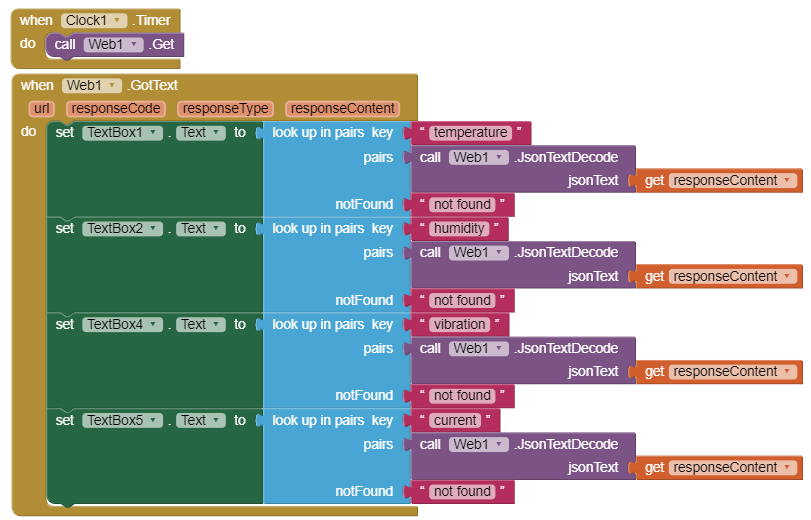 when Clock1 .Timer
do call Web1 .Get
when Web1 .GotText
url responseCode responseType responseContent
do set TextBox1 . Text to look up in pairs key “ temperature ”
pairs call Web1 .JsonTextDecode
jsonText get responseContent
notFound “ not found ”
set TextBox2 . Text to look up in pairs key “ humidity ”
pairs call Web1 .JsonTextDecode
jsonText get responseContent
notFound “ not found ”
set TextBox4 . Text to look up in pairs key “ vibration ”
pairs call Web1 .JsonTextDecode
jsonText get responseContent
notFound “ not found ”
set TextBox5 . Text to look up in pairs key “ current ”
pairs call Web1 .JsonTextDecode
jsonText get responseContent
notFound “ not found ”